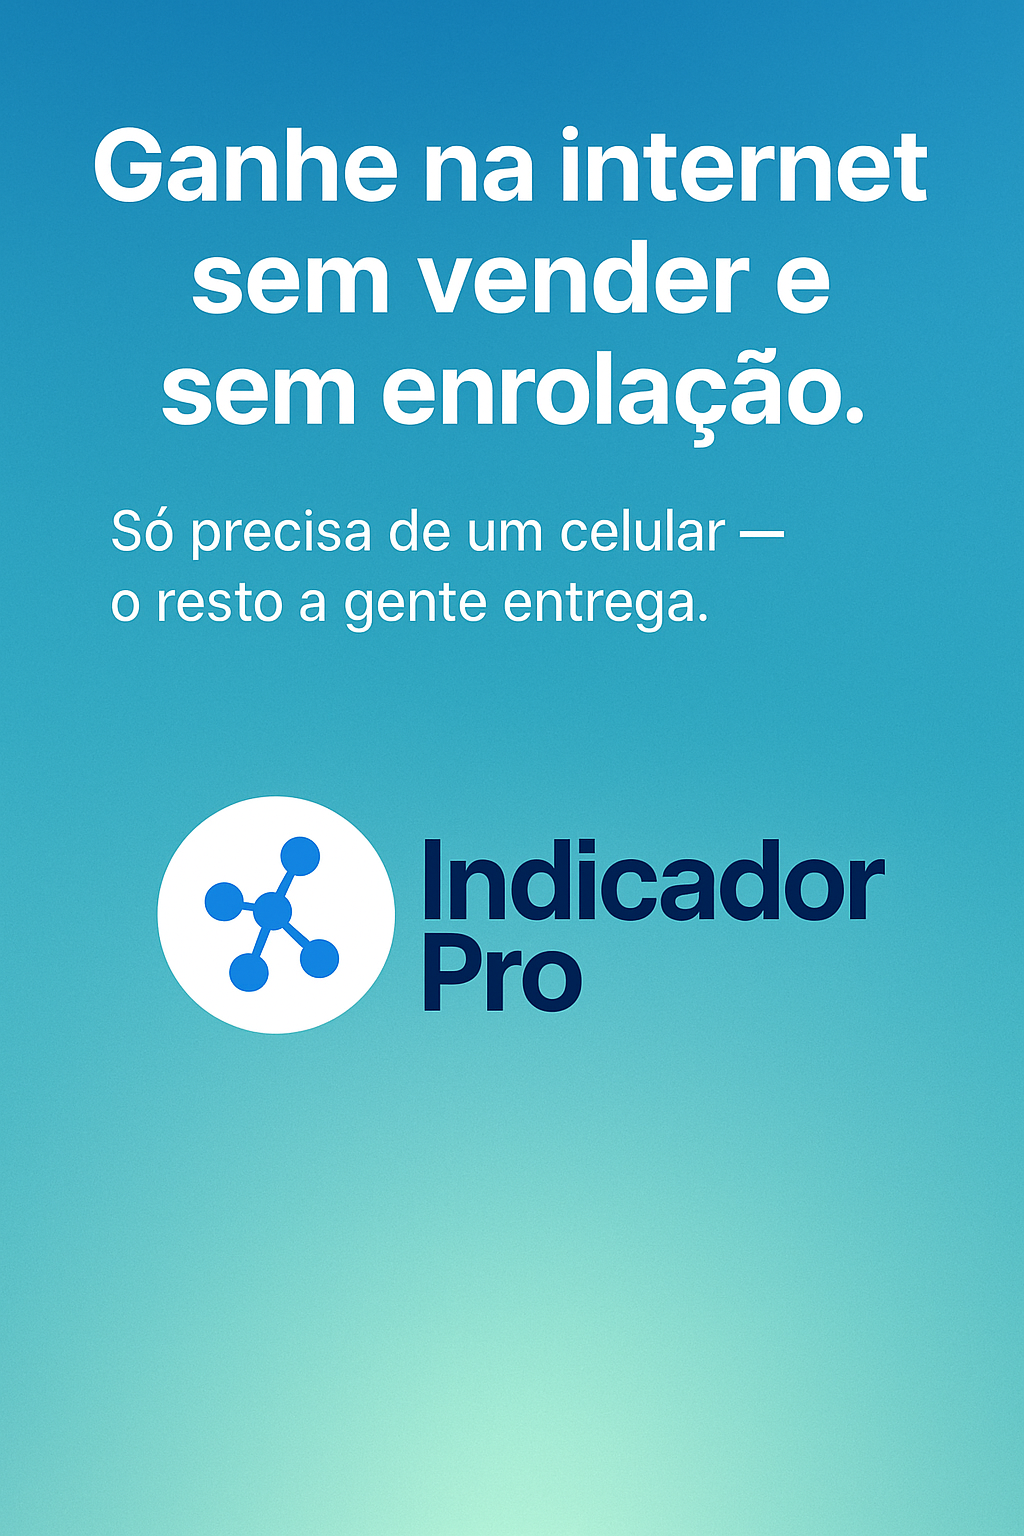 Ganhe na internet
sem vender e
sem enrolação.
Só precisa de um celular —
o resto a gente entrega.
Indicador
Pro